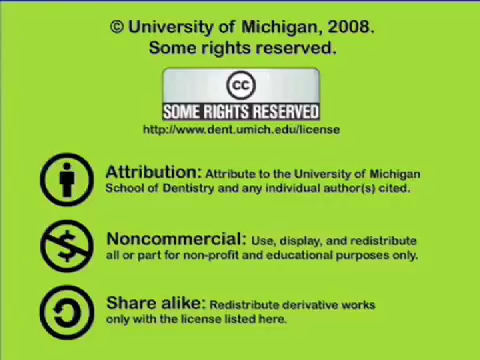 © University of Michigan, 2008.
Some rights reserved.
cc
SOME RIGHTS RESERVED
http://www.dent.umich.edu/license
Attribution: Attribute to the University of Michigan
School of Dentistry and any individual author(s) cited.
Noncommercial: Use, display, and redistribute
all or part for non-profit and educational purposes only.
Share alike: Redistribute derivative works
only with the license listed here.